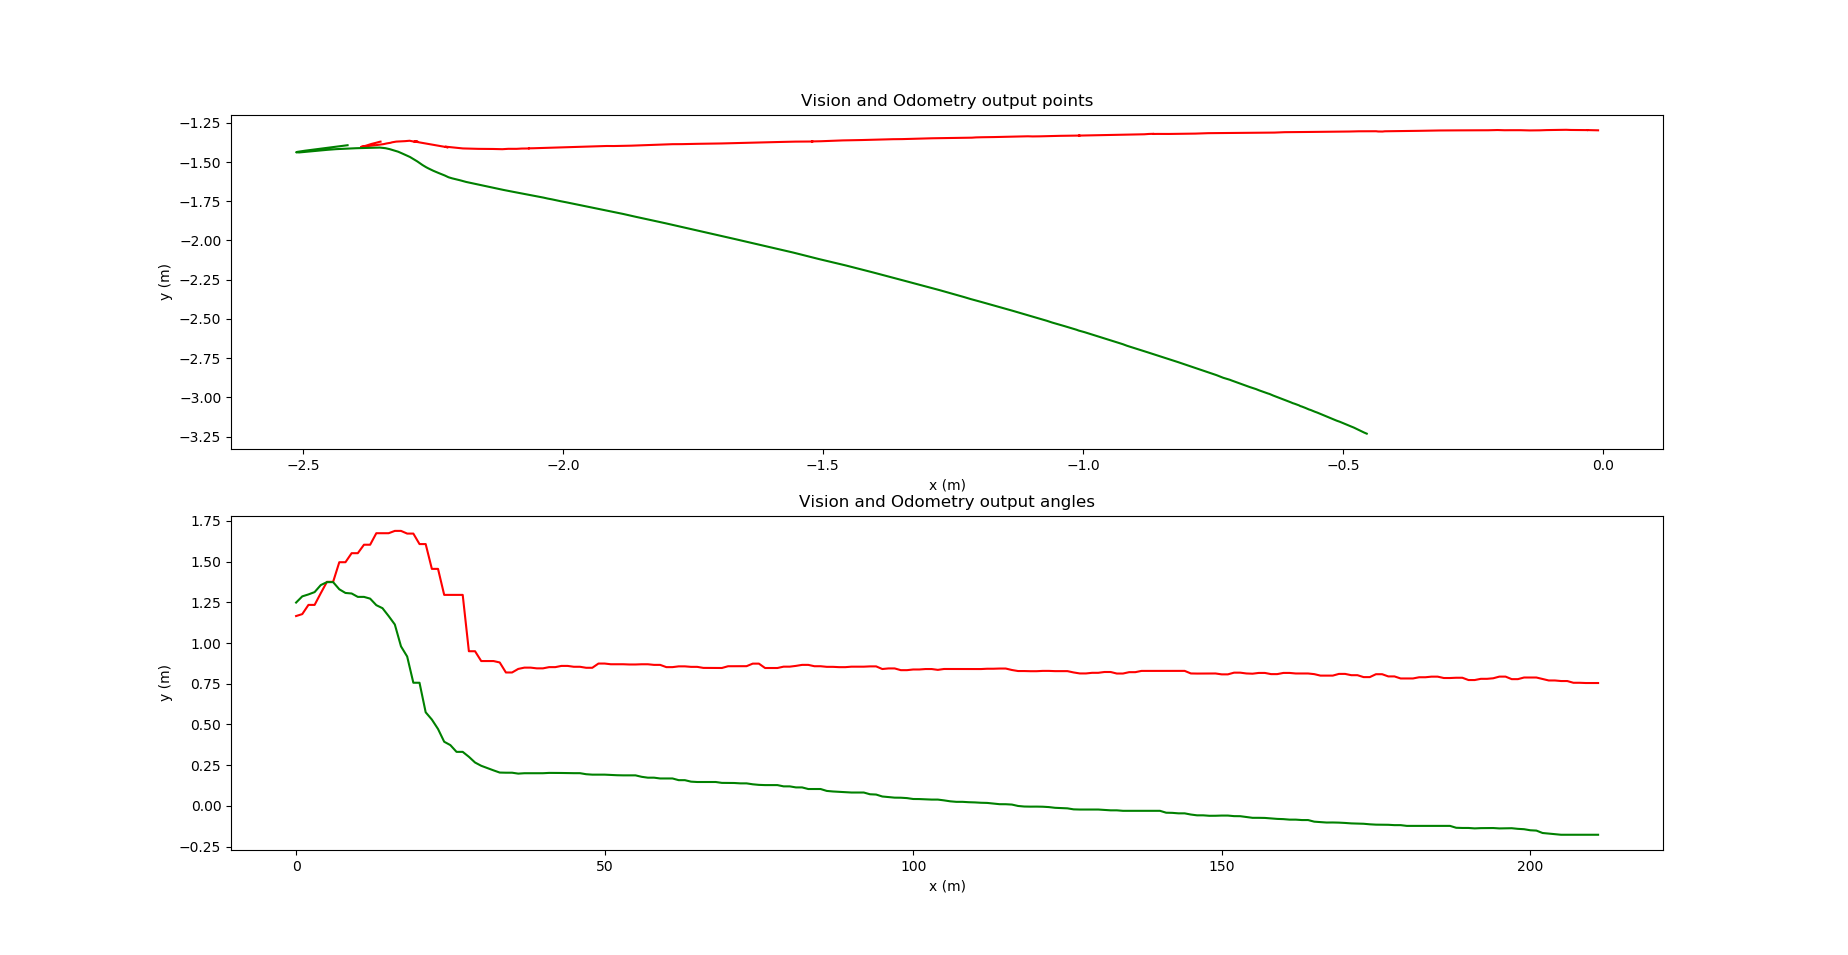 Vision and Odometry output points
−1.25
−1.50
−1.75
−2.00
−2.25
−2.50
−2.75
−3.00
−3.25
y (m)
−2.5 −2.0 −1.5 −1.0 −0.5 0.0
x (m)
Vision and Odometry output angles
1.75
1.50
1.25
1.00
0.75
0.50
0.25
0.00
−0.25
y (m)
0 50 100 150 200
x (m)